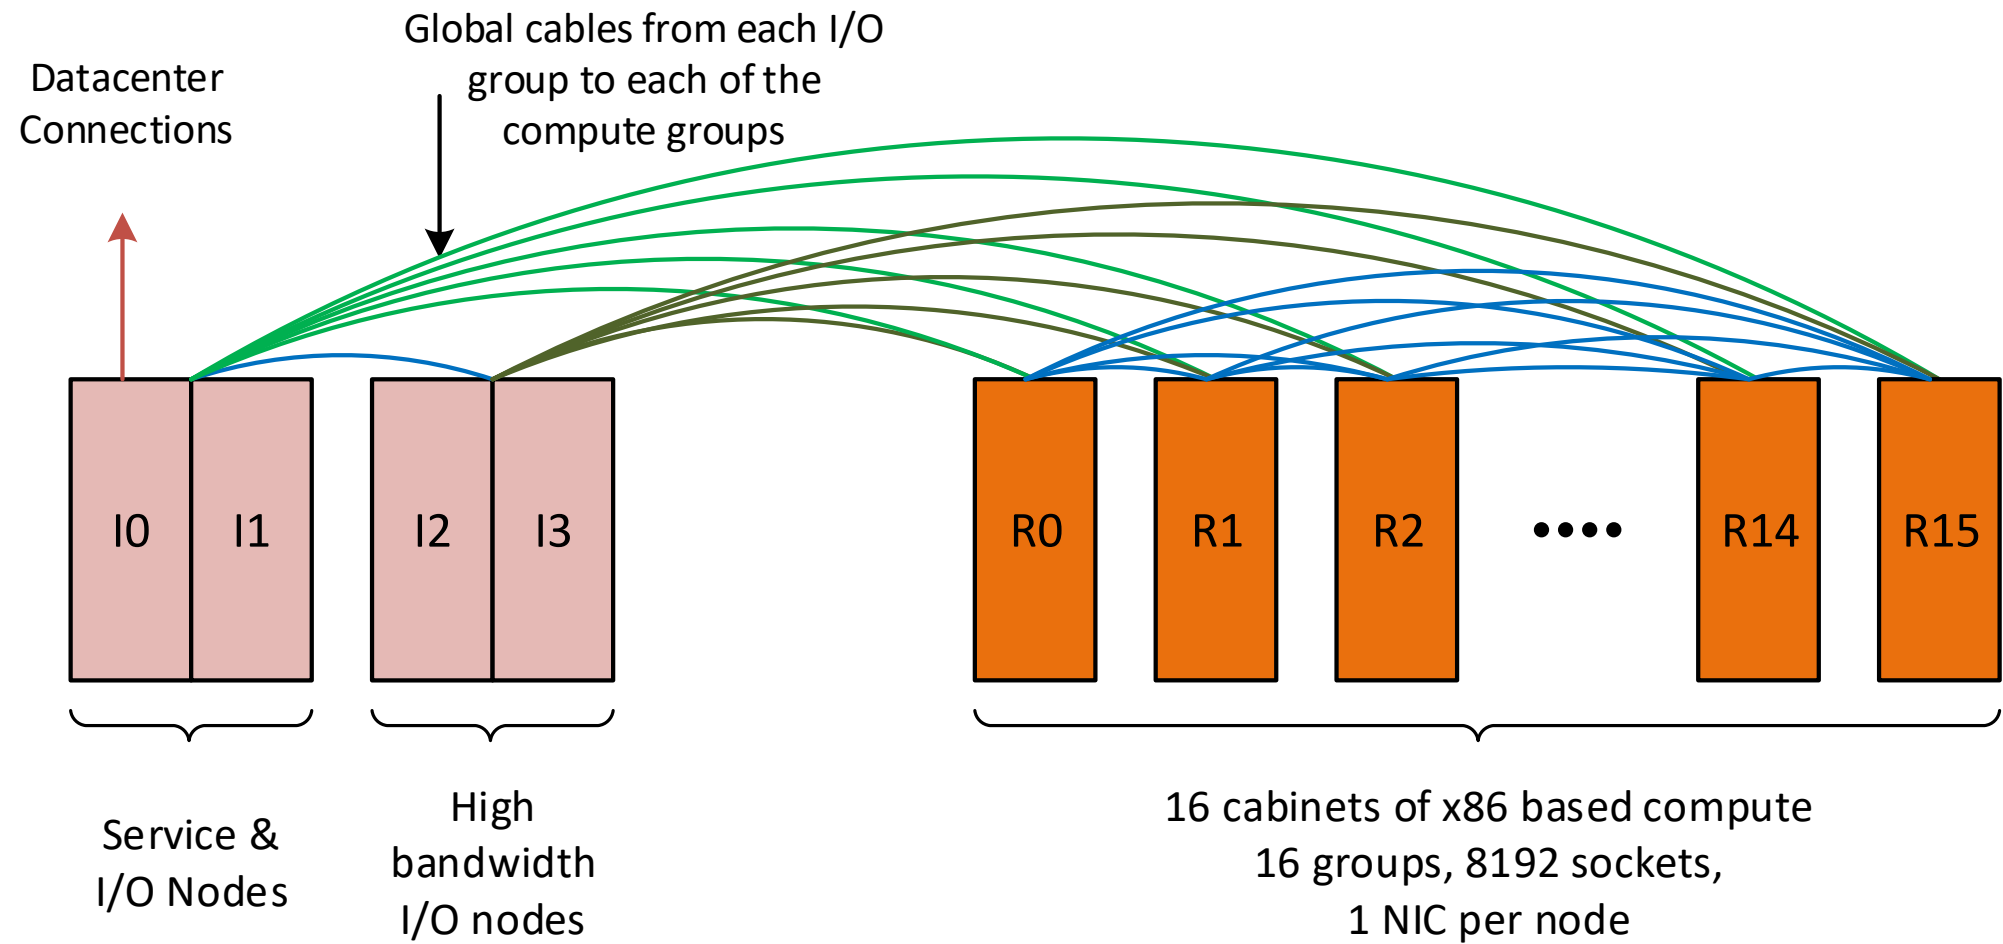 Global cables from each I/O
group to each of the
compute groups
Datacenter
Connections
I0
I1
I2
I3
R0
R1
R2
R14
R15
Service &
I/O Nodes
High
bandwidth
I/O nodes
16 cabinets of x86 based compute
16 groups, 8192 sockets,
1 NIC per node